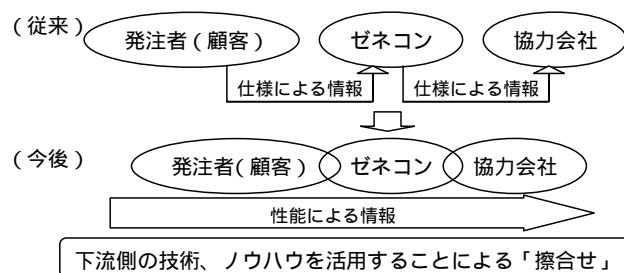 (従来)
発注者(顧客) ゼネコン 協力会社
仕様による情報 仕様による情報
(今後)
発注者(顧客) ゼネコン 協力会社
性能による情報
下流側の技術、ノウハウを活用することによる「擦合せ」